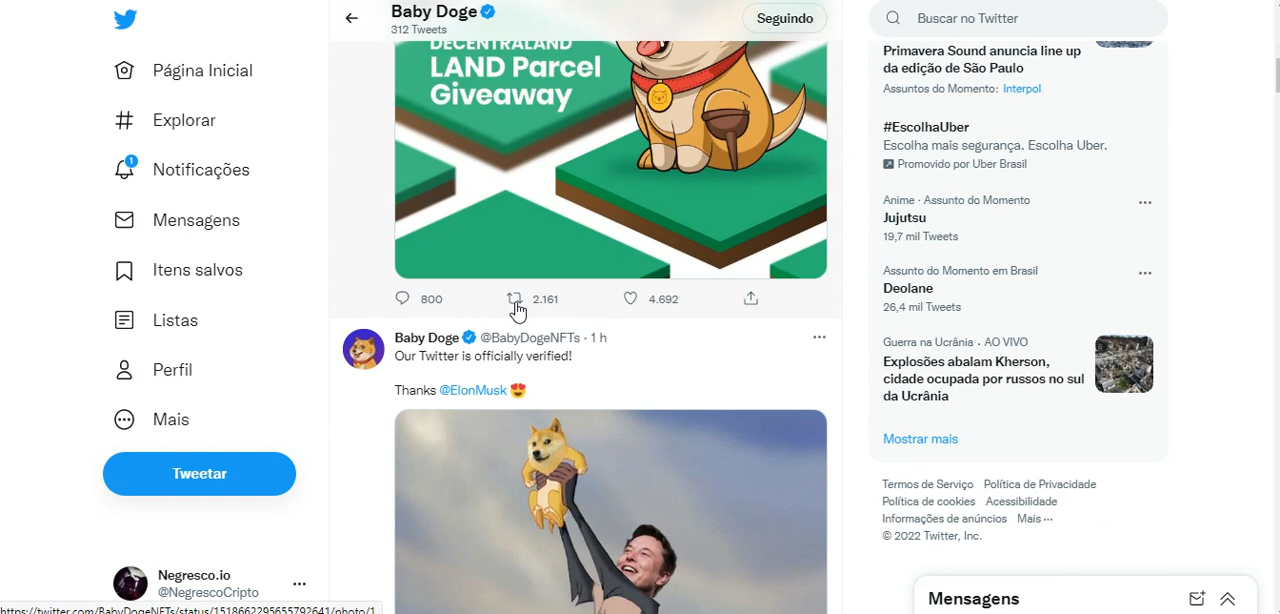 Baby Doge
312 Tweets
Seguindo
Buscar no Twitter
Página Inicial
Explorar
1
Notificações
Mensagens
Itens salvos
Listas
Perfil
Mais
Tweetar
Negresco.io
@NegrescoCripto
https://twitter.com/BabyDogeNFTs/status/1518662295655792641/photo/1
DECENTRALAND
LAND Parcel
Giveaway
800
2.161
4.692
Baby Doge @BabyDogeNFTs · 1 h
Our Twitter is officially verified!
Thanks @ElonMusk 😍
Primavera Sound anuncia line up
da edição de São Paulo
Assuntos do Momento: Interpol
#EscolhaUber
Escolha mais segurança. Escolha Uber.
Promovido por Uber Brasil
Anime · Assunto do Momento
Jujutsu
19,7 mil Tweets
Assunto do Momento em Brasil
Deolane
26,4 mil Tweets
Guerra na Ucrânia · AO VIVO
Explosões abalam Kherson,
cidade ocupada por russos no sul
da Ucrânia
Mostrar mais
Termos de Serviço Política de Privacidade
Política de cookies Acessibilidade
Informações de anúncios Mais ···
© 2022 Twitter, Inc.
Mensagens